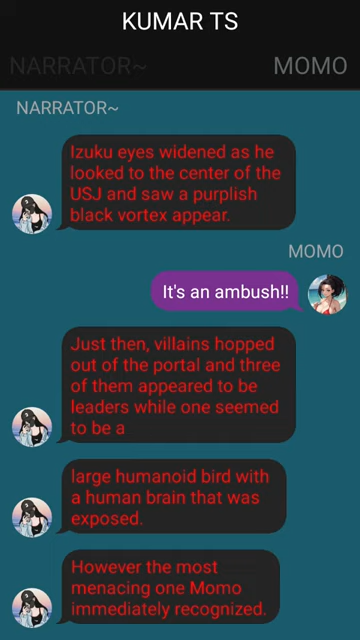 KUMAR TS
NARRATOR~
MOMO
NARRATOR~
Izuku eyes widened as he
looked to the center of the
USJ and saw a purplish
black vortex appear.
MOMO
It's an ambush!!
Just then, villains hopped
out of the portal and three
of them appeared to be
leaders while one seemed
to be a
large humanoid bird with
a human brain that was
exposed.
However the most
menacing one Momo
immediately recognized.